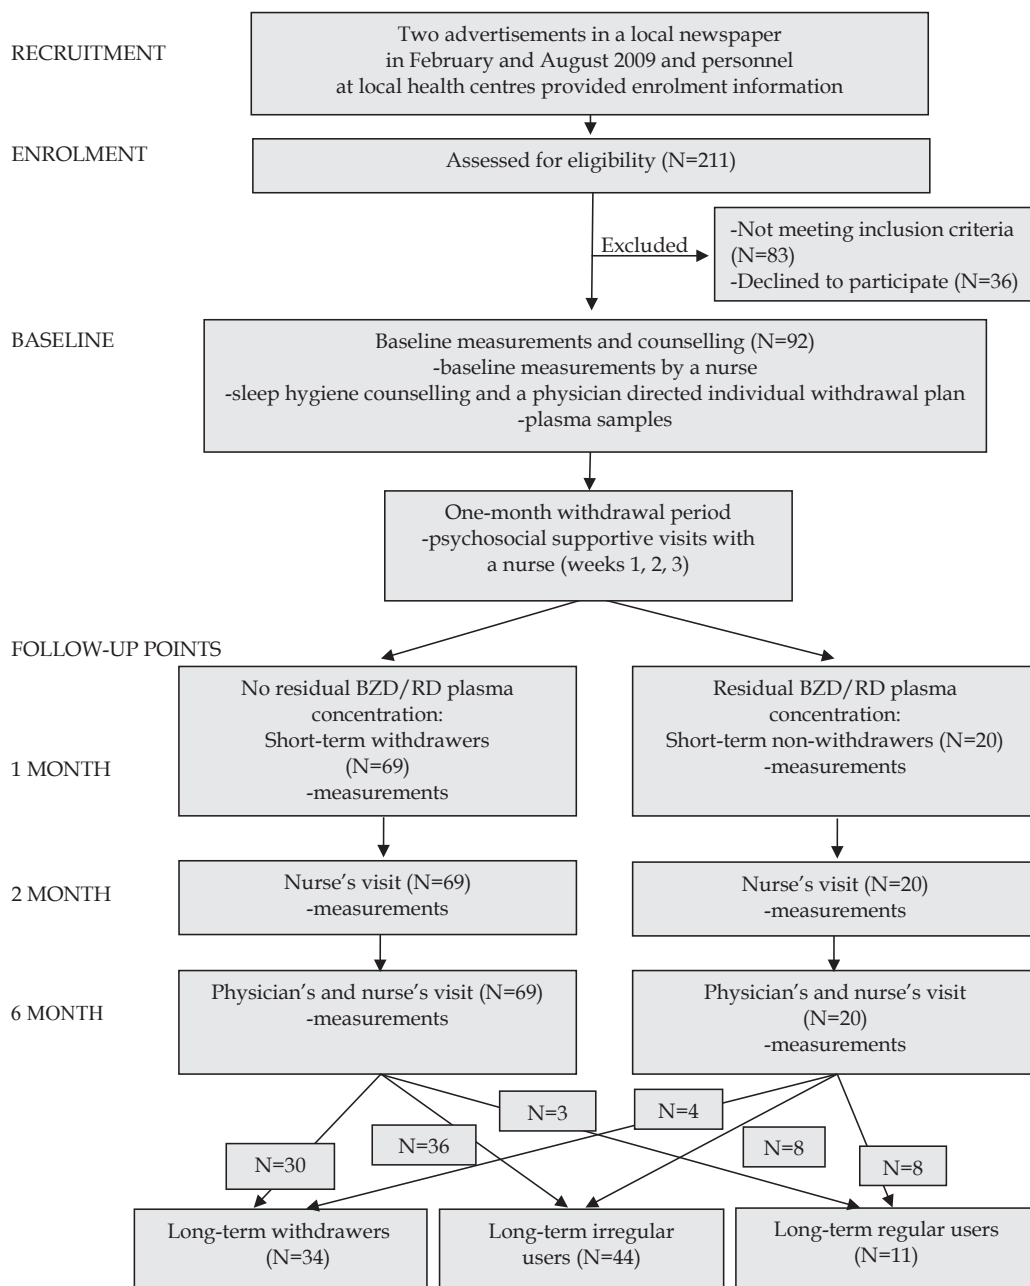 RECRUITMENT
Two advertisements in a local newspaper
in February and August 2009 and personnel
at local health centres provided enrolment information
ENROLMENT
Assessed for eligibility (N=211)
Excluded
-Not meeting inclusion criteria
(N=83)
-Declined to participate (N=36)
BASELINE
Baseline measurements and counselling (N=92)
-baseline measurements by a nurse
-sleep hygiene counselling and a physician directed individual withdrawal plan
-plasma samples
One-month withdrawal period
-psychosocial supportive visits with
a nurse (weeks 1, 2, 3)
FOLLOW-UP POINTS
1 MONTH
No residual BZD/RD plasma
concentration:
Short-term withdrawers
(N=69)
-measurements
Residual BZD/RD plasma
concentration:
Short-term non-withdrawers (N=20)
-measurements
2 MONTH
Nurse's visit (N=69)
-measurements
Nurse's visit (N=20)
-measurements
6 MONTH
Physician's and nurse's visit (N=69)
-measurements
Physician's and nurse's visit
(N=20)
-measurements
N=30
N=36
N=3
N=4
N=8
N=8
Long-term withdrawers
(N=34)
Long-term irregular
users (N=44)
Long-term regular users
(N=11)